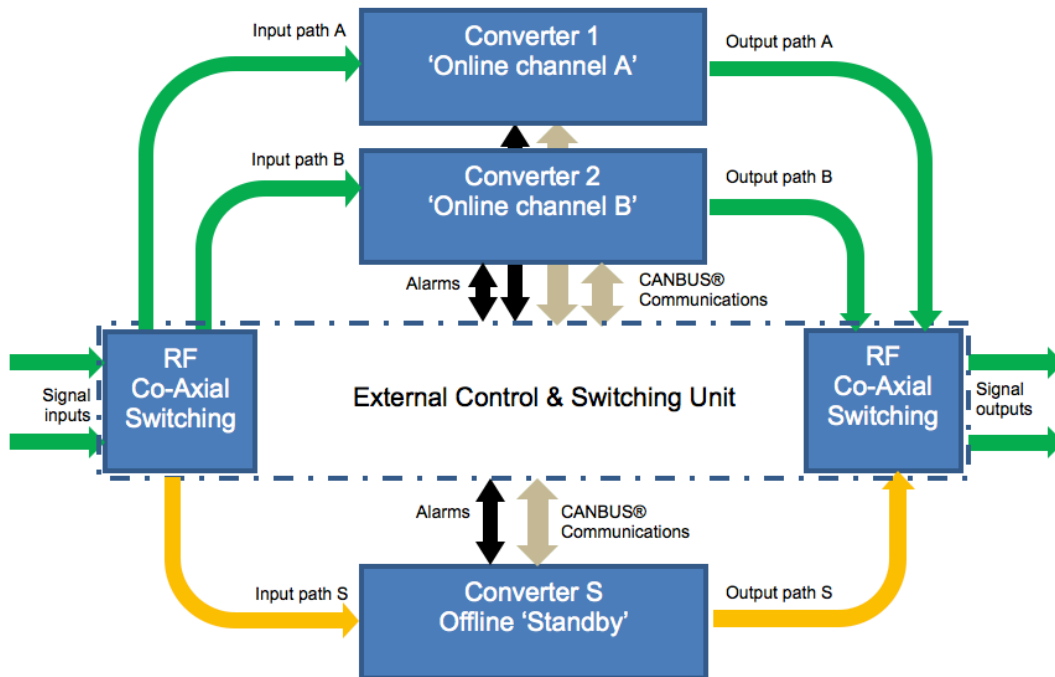 Input path A
Converter 1
‘Online channel A’
Output path A
Input path B
Converter 2
‘Online channel B’
Output path B
Alarms
CANBUS®
Communications
RF
Co-Axial
Switching
Signal
inputs
External Control & Switching Unit
RF
Co-Axial
Switching
Signal
outputs
Alarms
CANBUS®
Communications
Input path S
Converter S
Offline ‘Standby’
Output path S